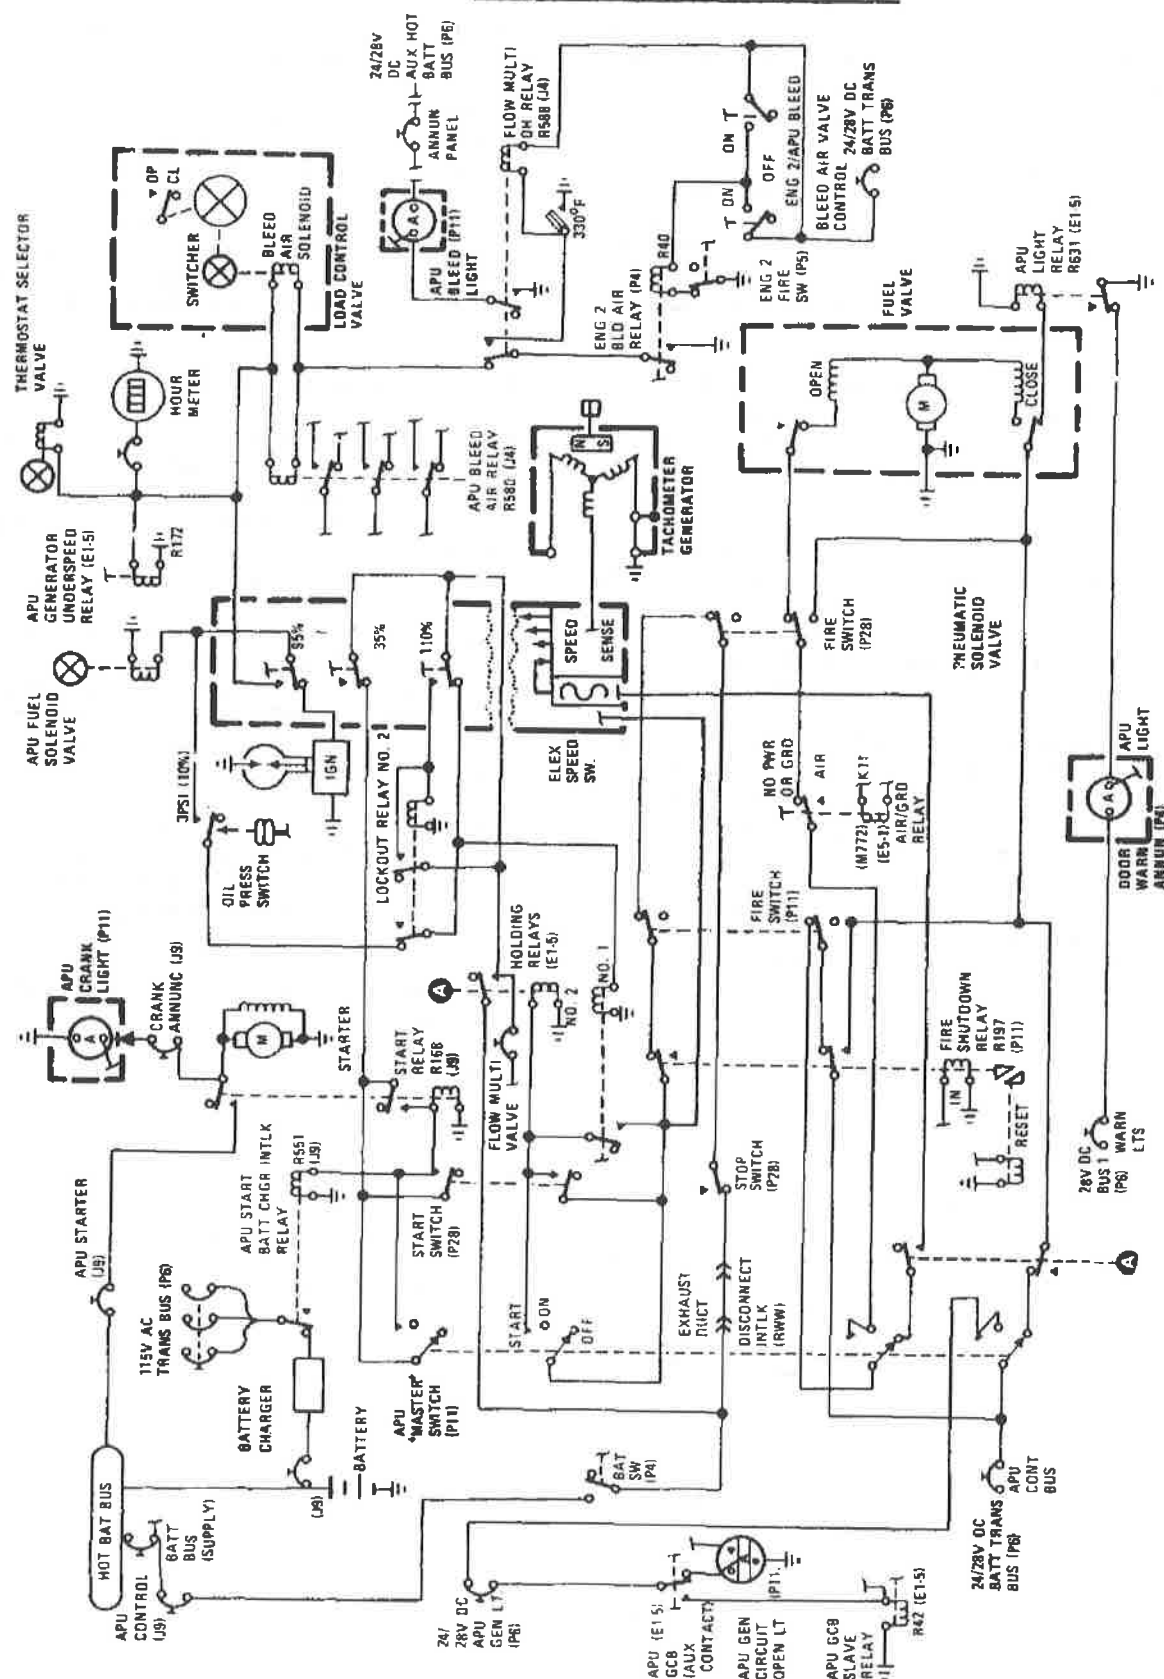 THERMOSTAT SELECTOR
VALVE
24/28V
DC
AUX HOT
BATT
BUS (P6)
ANNUN
PANEL
OP
CL
SWITCHER
BLEED
AIR
SOLENOID
LOAD CONTROL
VALVE
APU
BLEED (P11)
LIGHT
A
FLOW MULTI
OH RELAY
R588 (J4)
330°F
HOUR
METER
APU
GENERATOR
UNDERSPEED
RELAY (E1-5)
R172
APU FUEL
SOLENOID
VALVE
APU BLEED
AIR RELAY
R580 (J4)
ENG 2
BLD AIR
RELAY (P4)
R40
ENG 2
FIRE
SW (P5)
ON
ON
OFF
ENG 2/APU BLEED
BLEED AIR VALVE
CONTROL
24/28V DC
BATT TRANS
BUS (P6)
APU
LIGHT
RELAY
R631 (E1-5)
FUEL
VALVE
OPEN
M
CLOSE
N
S
TACHOMETER
GENERATOR
95%
35%
110%
SPEED
SENSE
ELEX
SPEED
SW.
3PSI (10%)
OIL
PRESS
SWITCH
IGN
LOCKOUT RELAY NO. 2
FIRE
SWITCH
(P28)
PNEUMATIC
SOLENOID
VALVE
NO PWR
OR GRD
AIR
(M772)
(E5-1)
AIR/GRD
RELAY
FIRE
SWITCH
(P11)
DOOR
WARN
ANNUN (P4)
A
APU
LIGHT
APU
CRANK
LIGHT (P11)
A
CRANK
ANNUNC (J9)
M
STARTER
START
RELAY
R168
(J9)
A
HOLDING
RELAYS
(E1-5)
NO. 2
NO. 1
FLOW MULTI
VALVE
FIRE
SHUTDOWN
RELAY
R197
(P11)
IN
RESET
28V DC
BUS 1
(P6)
WARN
LTS
APU STARTER
(J9)
115V AC
TRANS BUS (P6)
APU START
BATT CHGR INTLK
RELAY
R551
(J9)
START
SWITCH
(P28)
STOP
SWITCH
(P28)
START
ON
OFF
EXHAUST
DUCT
DISCONNECT
INTLK
(RWW)
A
HOT BAT BUS
BATTERY
CHARGER
(J9)
BATTERY
APU
"MASTER"
SWITCH
(P11)
BATT
BUS
(SUPPLY)
APU
CONTROL
(J9)
BAT
SW
(P4)
24/
28V DC
APU
GEN LT
(P6)
APU (E1 5)
GCB
(AUX
CONTACT)
APU GEN
CIRCUIT
OPEN LT
A
(P11)
APU GCB
SLAVE
RELAY
R42 (E1-5)
24/28V DC
BATT TRANS
BUS (P6)
APU
CONT
BUS